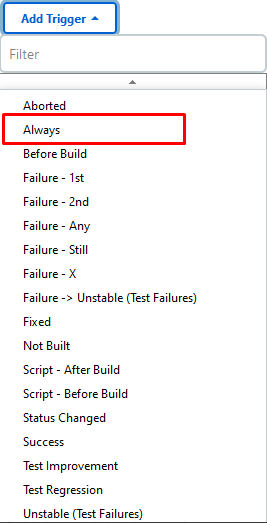 Add Trigger
Filter
Aborted
Always
Before Build
Failure - 1st
Failure - 2nd
Failure - Any
Failure - Still
Failure - X
Failure -> Unstable (Test Failures)
Fixed
Not Built
Script - After Build
Script - Before Build
Status Changed
Success
Test Improvement
Test Regression
Unstable (Test Failures)